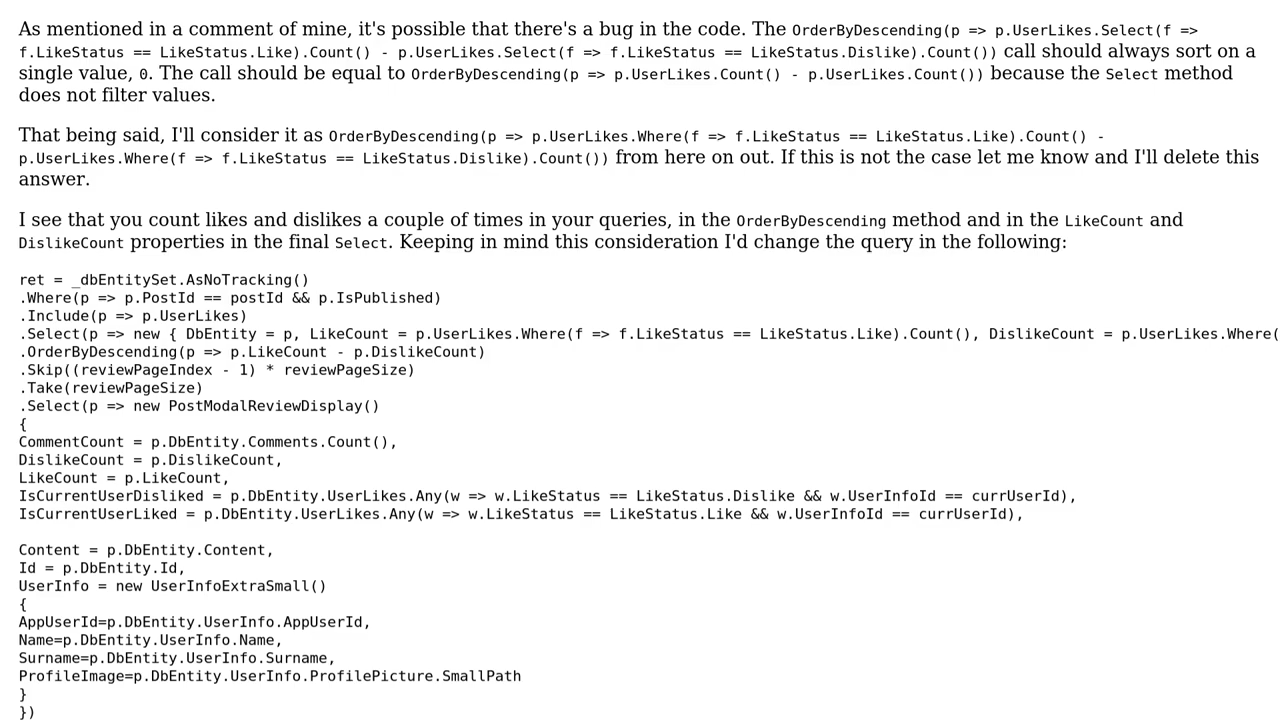 As mentioned in a comment of mine, it's possible that there's a bug in the code. The OrderByDescending(p => p.UserLikes.Select(f =>
f.LikeStatus == LikeStatus.Like).Count() - p.UserLikes.Select(f => f.LikeStatus == LikeStatus.Dislike).Count()) call should always sort on a
single value, 0. The call should be equal to OrderByDescending(p => p.UserLikes.Count() - p.UserLikes.Count()) because the Select method
does not filter values.
That being said, I'll consider it as OrderByDescending(p => p.UserLikes.Where(f => f.LikeStatus == LikeStatus.Like).Count() -
p.UserLikes.Where(f => f.LikeStatus == LikeStatus.Dislike).Count()) from here on out. If this is not the case let me know and I'll delete this
answer.
I see that you count likes and dislikes a couple of times in your queries, in the OrderByDescending method and in the LikeCount and
DislikeCount properties in the final Select. Keeping in mind this consideration I'd change the query in the following:
ret = _dbEntitySet.AsNoTracking()
.Where(p => p.PostId == postId && p.IsPublished)
.Include(p => p.UserLikes)
.Select(p => new { DbEntity = p, LikeCount = p.UserLikes.Where(f => f.LikeStatus == LikeStatus.Like).Count(), DislikeCount = p.UserLikes.Where(
.OrderByDescending(p => p.LikeCount - p.DislikeCount)
.Skip((reviewPageIndex - 1) * reviewPageSize)
.Take(reviewPageSize)
.Select(p => new PostModalReviewDisplay()
{
CommentCount = p.DbEntity.Comments.Count(),
DislikeCount = p.DislikeCount,
LikeCount = p.LikeCount,
IsCurrentUserDisliked = p.DbEntity.UserLikes.Any(w => w.LikeStatus == LikeStatus.Dislike && w.UserInfoId == currUserId),
IsCurrentUserLiked = p.DbEntity.UserLikes.Any(w => w.LikeStatus == LikeStatus.Like && w.UserInfoId == currUserId),
Content = p.DbEntity.Content,
Id = p.DbEntity.Id,
UserInfo = new UserInfoExtraSmall()
{
AppUserId=p.DbEntity.UserInfo.AppUserId,
Name=p.DbEntity.UserInfo.Name,
Surname=p.DbEntity.UserInfo.Surname,
ProfileImage=p.DbEntity.UserInfo.ProfilePicture.SmallPath
}
})